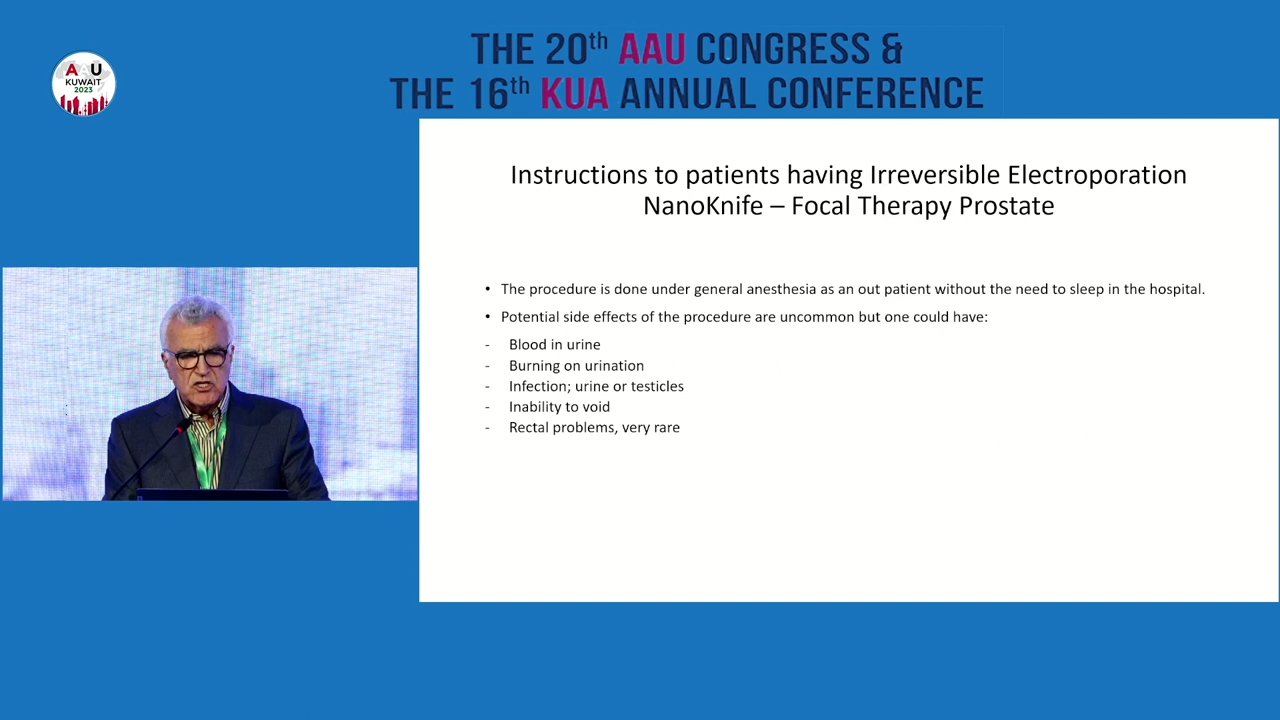 AAU
KUWAIT
2023
THE 20th AAU CONGRESS &
THE 16th KUA ANNUAL CONFERENCE
Instructions to patients having Irreversible Electroporation
NanoKnife – Focal Therapy Prostate
• The procedure is done under general anesthesia as an out patient without the need to sleep in the hospital.
• Potential side effects of the procedure are uncommon but one could have:
- Blood in urine
- Burning on urination
- Infection; urine or testicles
- Inability to void
- Rectal problems, very rare